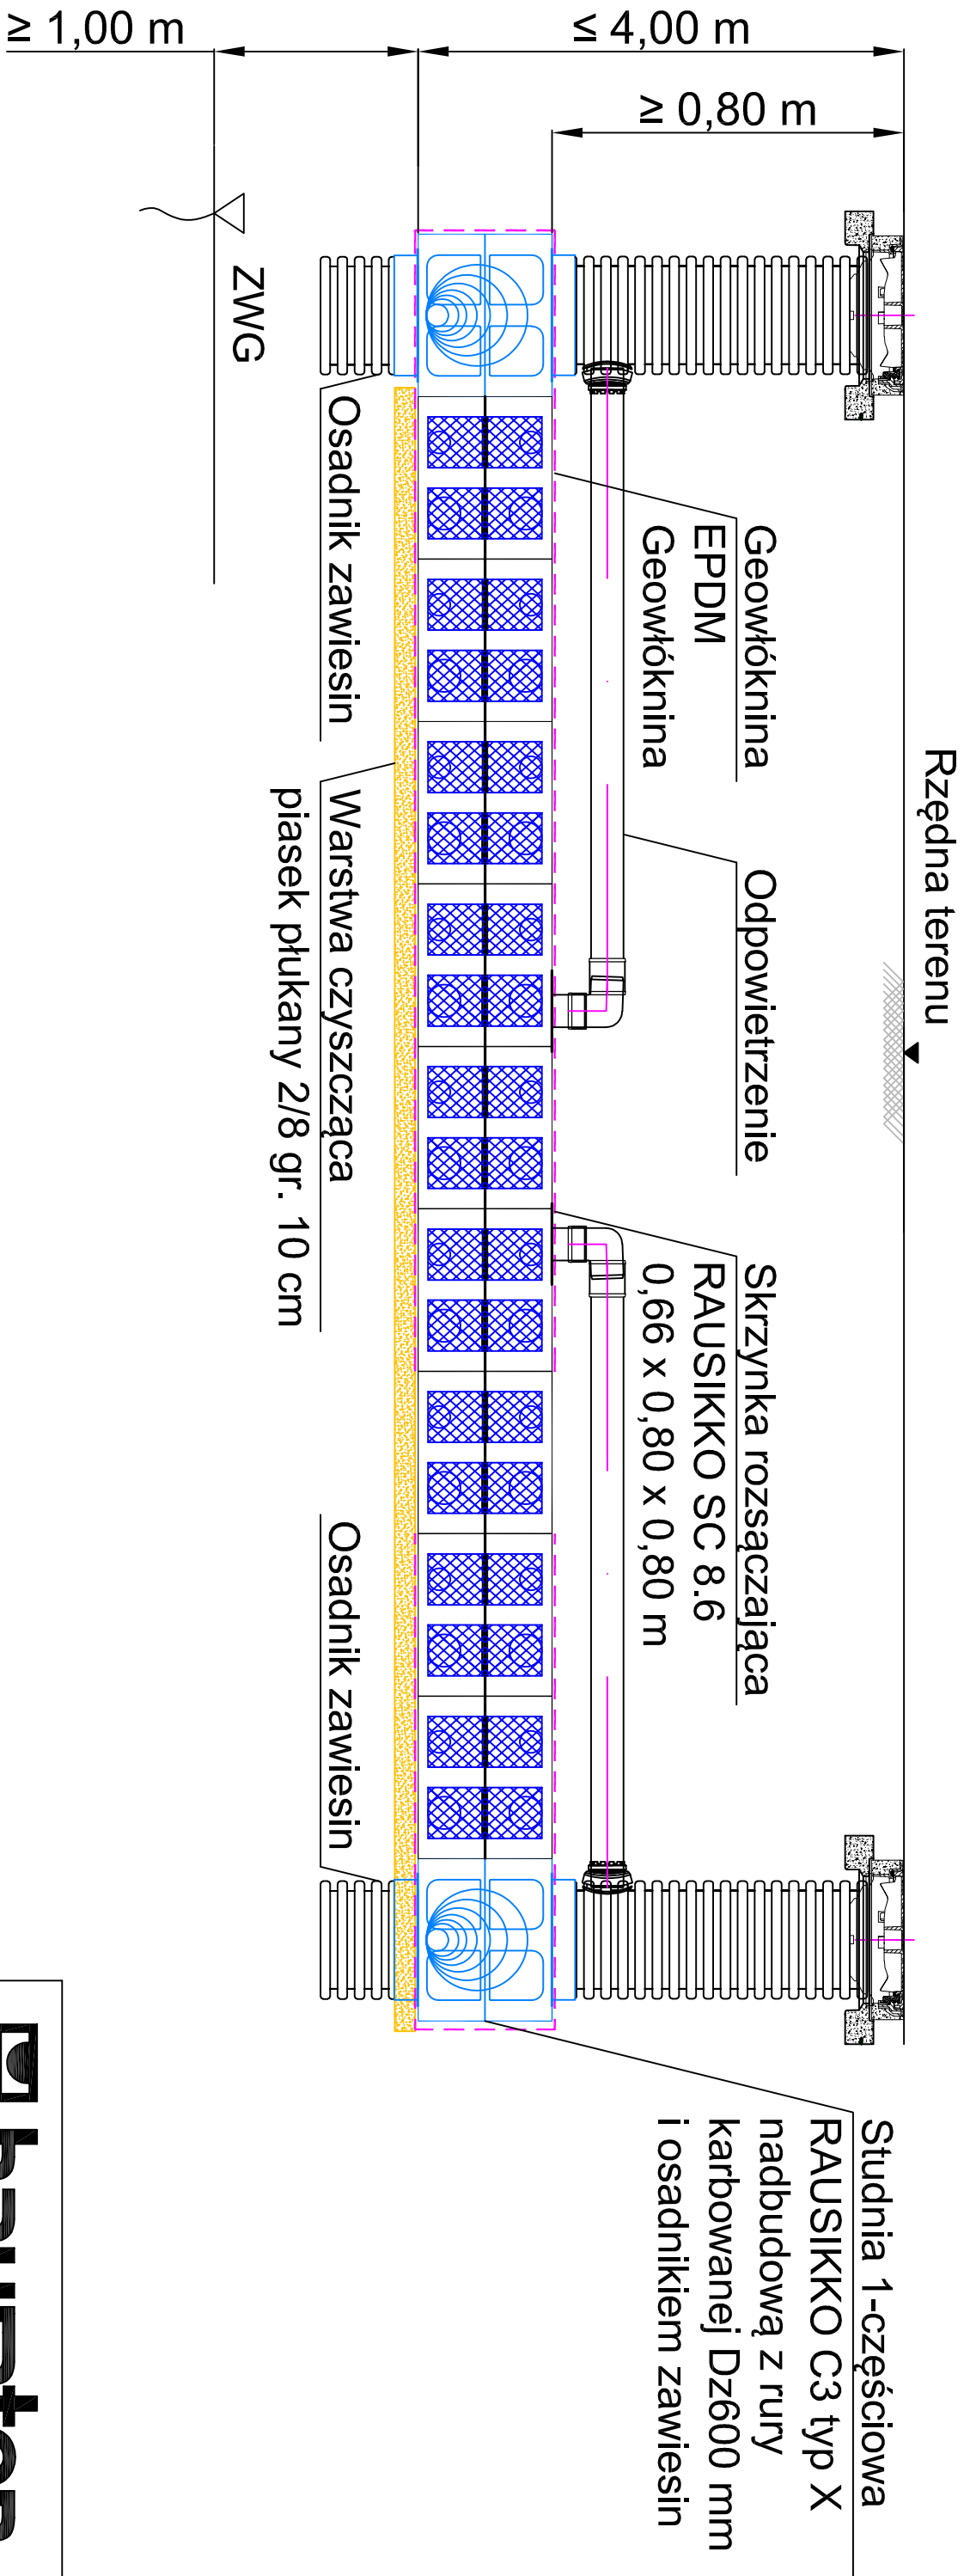 Rzędna terenu
≤ 4,00 m
≥ 0,80 m
≥ 1,00 m
ZWG
Geowłóknina
EPDM
Geowłóknina
Odpowietrzenie
Skrzynka rozsączająca
RAUSIKKO SC 8.6
0,66 x 0,80 x 0,80 m
Studnia 1-częściowa
RAUSIKKO C3 typ X
nadbudową z rury
karbowanej Dz600 mm
i osadnikiem zawiesin
Osadnik zawiesin
Warstwa czyszcząca
piasek płukany 2/8 gr. 10 cm
Osadnik zawiesin